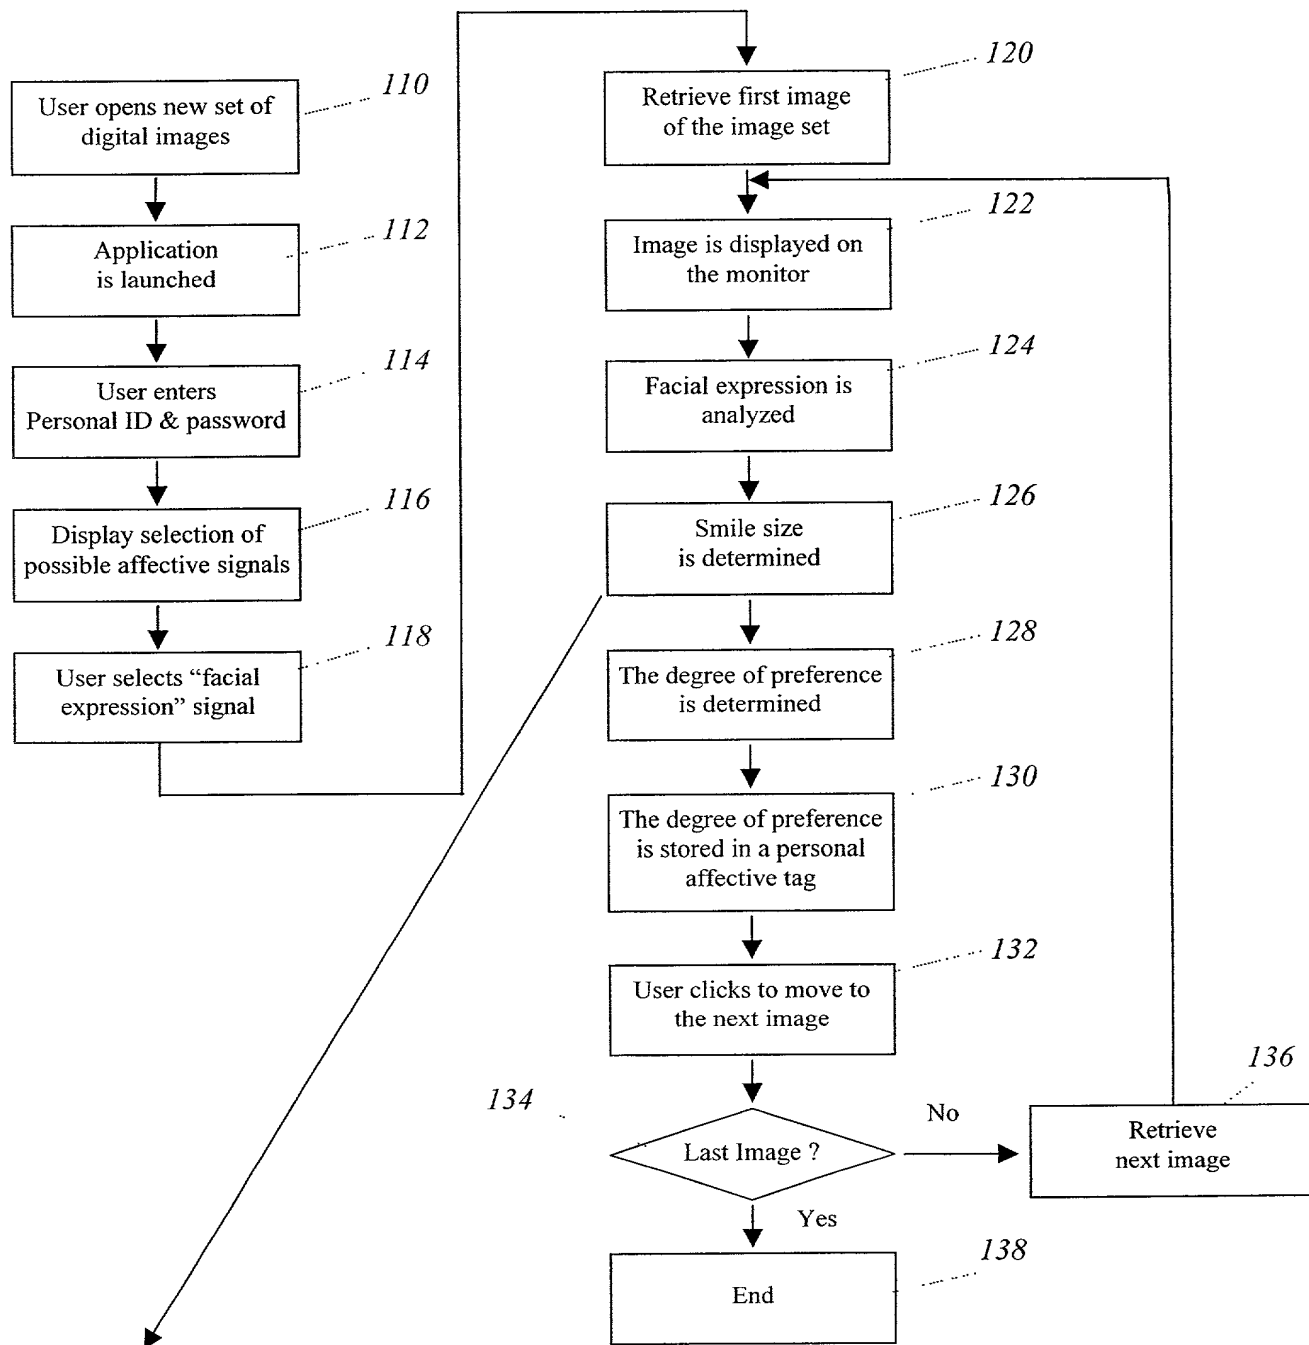 110
User opens new set of
digital images
112
Application
is launched
114
User enters
Personal ID & password
116
Display selection of
possible affective signals
118
User selects “facial
expression” signal
120
Retrieve first image
of the image set
122
Image is displayed on
the monitor
124
Facial expression is
analyzed
126
Smile size
is determined
128
The degree of preference
is determined
130
The degree of preference
is stored in a personal
affective tag
132
User clicks to move to
the next image
134
Last Image ?
No
136
Retrieve
next image
Yes
138
End